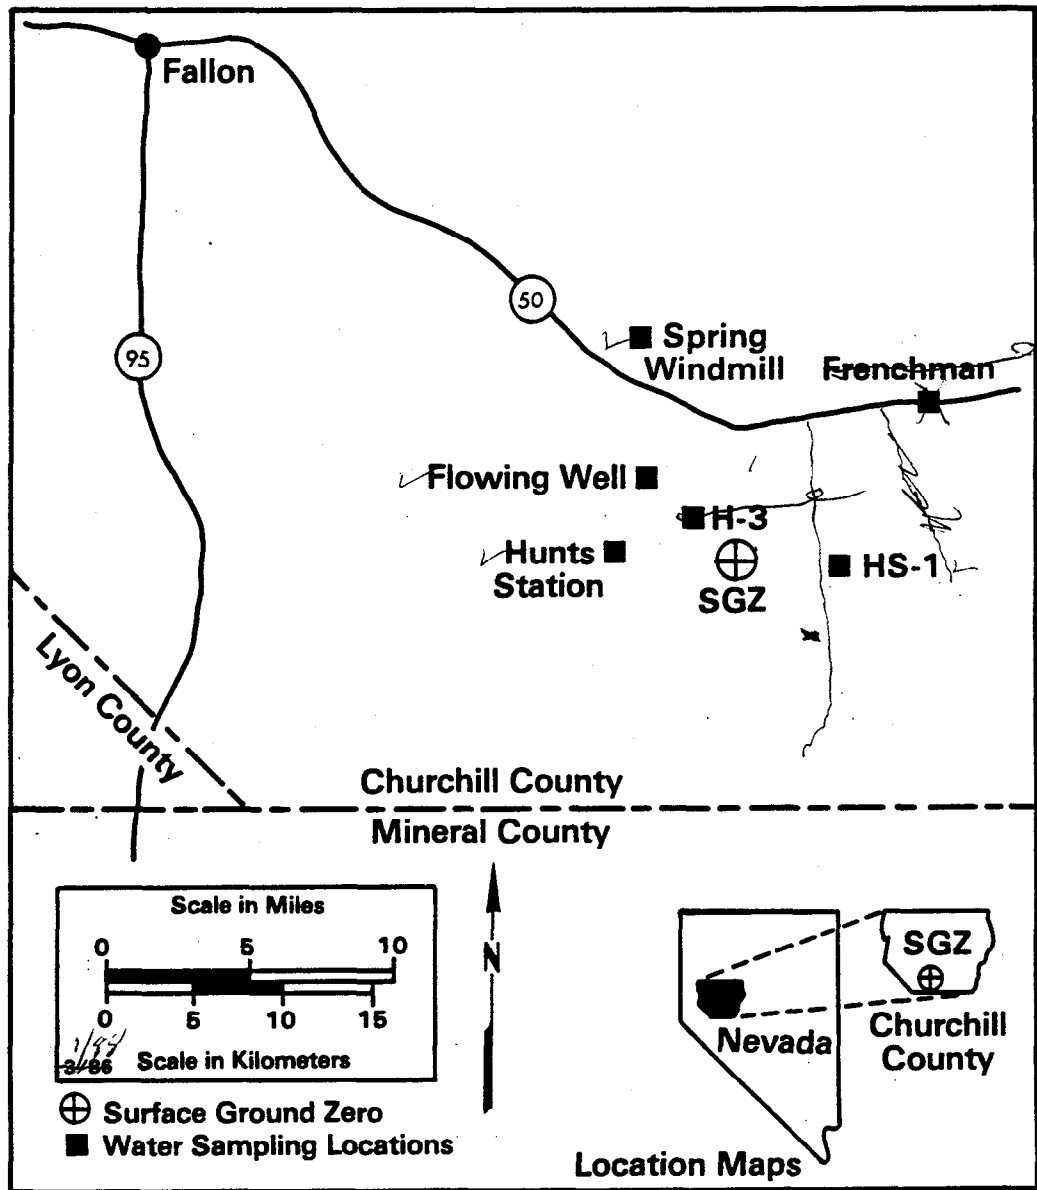 Fallon
50
95
Spring
Windmill
Frenchman
Flowing Well
H-3
Hunts
Station
SGZ
HS-1
Lyon County
Churchill County
Mineral County
Scale in Miles
0 5 10
0 5 10 15
3/86
Scale in Kilometers
N
SGZ
Nevada
Churchill
County
Surface Ground Zero
Water Sampling Locations
Location Maps